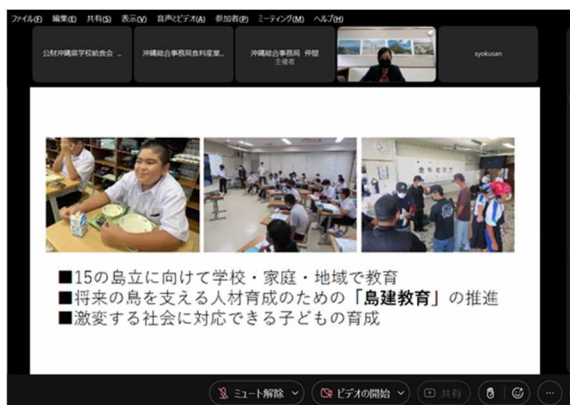 ファイル(F) 編集(E) 共有(S) 表示(V) 音声とビデオ(A) 参加者(P) ミーティング(M) ヘルプ(H)
公財沖縄県学校給食会 _
沖縄総合事務局食料産業...
沖縄総合事務局 仲間
主催者
syokusan
■15の島立に向けて学校・家庭・地域で教育
■将来の島を支える人材育成のための「島建教育」の推進
■激変する社会に対応できる子どもの育成
ミュート解除
ビデオの開始
共有